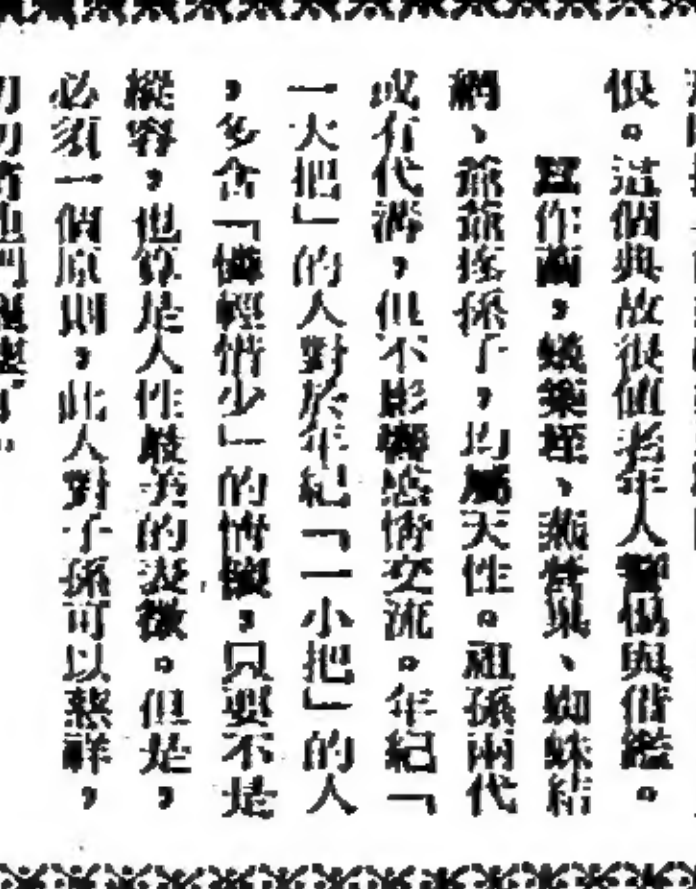 恨。這個典故很值老年人警惕與借鑑。
作繭，蟻築垤、燕營巢、蜘蛛結
網、爺爺疼孫子，均屬天性。祖孫兩代
或有代溝，但不影響感情交流。年紀「
一大把」的人對於年紀「一小把」的人
，多含「憐輕惜少」的情懷，只要不是
縱容，也算是人性最美的表徵。但是，
必須一個原則，此人對子孫可以慈祥，